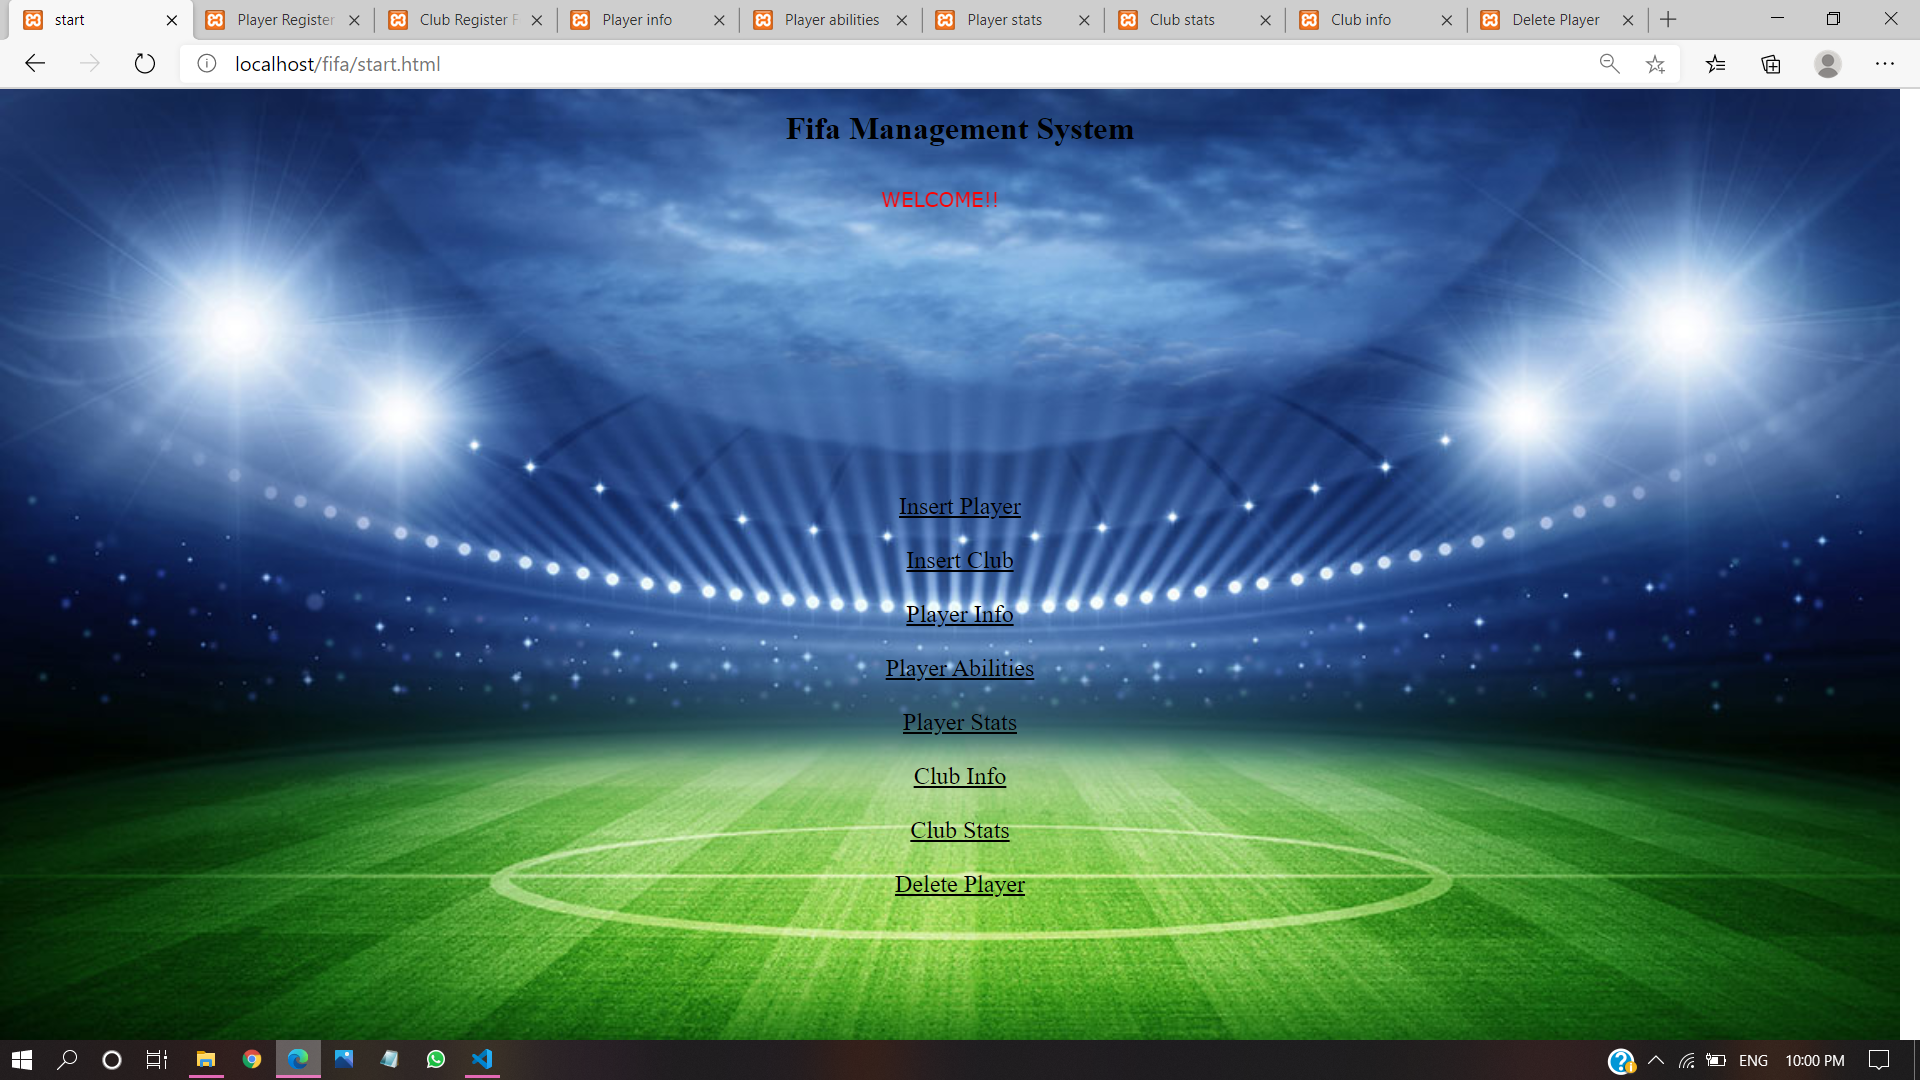 start
Player Register
Club Register F
Player info
Player abilities
Player stats
Club stats
Club info
Delete Player
localhost/fifa/start.html
Fifa Management System
WELCOME!!
Insert Player
Insert Club
Player Info
Player Abilities
Player Stats
Club Info
Club Stats
Delete Player
ENG
10:00 PM